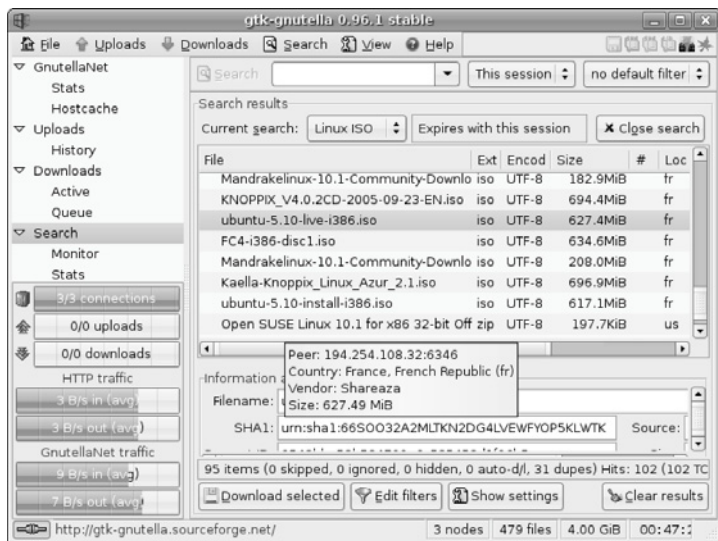 gtk-gnutella 0.96.1 stable
File Uploads Downloads Search View Help
GnutellaNet
Stats
Hostcache
Uploads
History
Downloads
Active
Queue
Search
Monitor
Stats
3/3 connections
0/0 uploads
0/0 downloads
HTTP traffic
3 B/s in (avg)
3 B/s out (avg)
GnutellaNet traffic
9 B/s in (avg)
7 B/s out (avg)
Search This session no default filter
Search results
Current search: Linux ISO Expires with this session Close search
File Ext Encod Size # Loc
Mandrakelinux-10.1-Community-Downlo iso UTF-8 182.9MiB fr
KNOPPIX_V4.0.2CD-2005-09-23-EN.iso iso UTF-8 694.4MiB fr
ubuntu-5.10-live-i386.iso iso UTF-8 627.4MiB fr
FC4-i386-disc1.iso iso UTF-8 634.6MiB fr
Mandrakelinux-10.1-Community-Downlo iso UTF-8 208.0MiB fr
Kaella-Knoppix_Linux_Azur_2.1.iso iso UTF-8 696.9MiB fr
ubuntu-5.10-install-i386.iso iso UTF-8 617.1MiB fr
Open SUSE Linux 10.1 for x86 32-bit Off zip UTF-8 197.7KiB us
Peer: 194.254.108.32:6346
Country: France, French Republic (fr)
Vendor: Shareaza
Size: 627.49 MiB
Information
Filename:
SHA1: urn:sha1:66SOO32A2MLTKN2DG4LVEWFYOP5KLWTK Source:
95 items (0 skipped, 0 ignored, 0 hidden, 0 auto-d/l, 31 dupes) Hits: 102 (102 TC
Download selected Edit filters Show settings Clear results
http://gtk-gnutella.sourceforge.net/ 3 nodes 479 files 4.00 GiB 00:47: